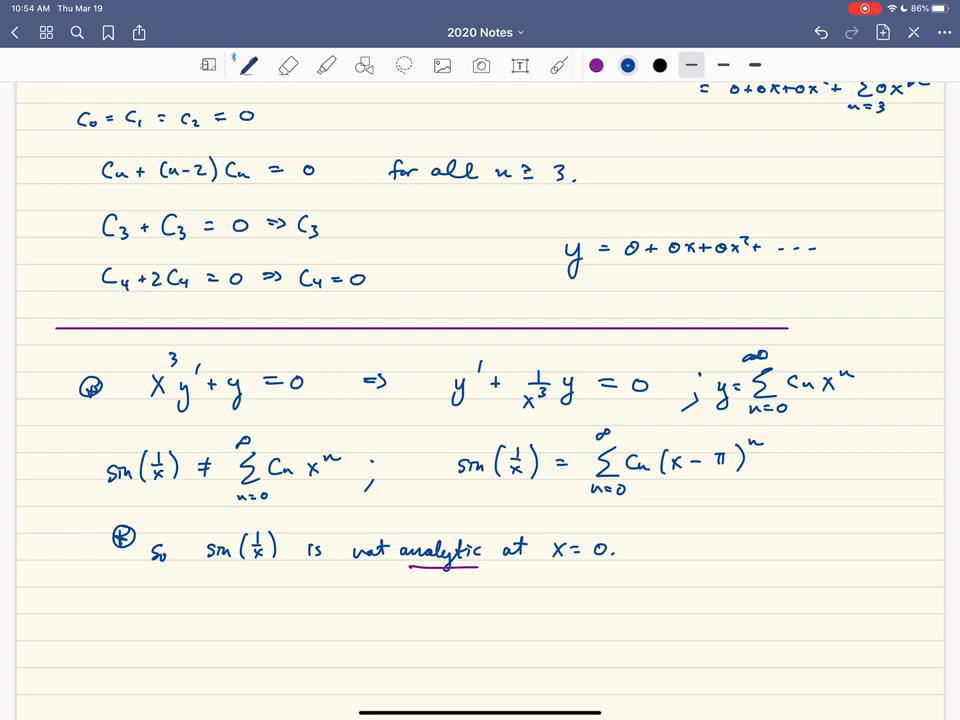 10:54 AM Thu Mar 19 86%
2020 Notes
= 0+0x+0x² + ∑_{n=3} 0x^n
C₀ = C₁ = C₂ = 0
Cn + (n-2) Cn = 0 for all n ≥ 3.
C₃ + C₃ = 0 ⇒ C₃
y = 0 + 0x + 0x² + - - -
C₄ + 2C₄ = 0 ⇒ C₄ = 0
⊛ x³y' + y = 0 ⇒ y' + 1/x³ y = 0 ; y = ∑_{n=0}^∞ Cn x^n
sin(1/x) ≠ ∑_{n=0}^∞ Cn x^n ; sin(1/x) = ∑_{n=0}^∞ Cn (x - π)^n
⊛ So sin(1/x) is not analytic at x = 0.